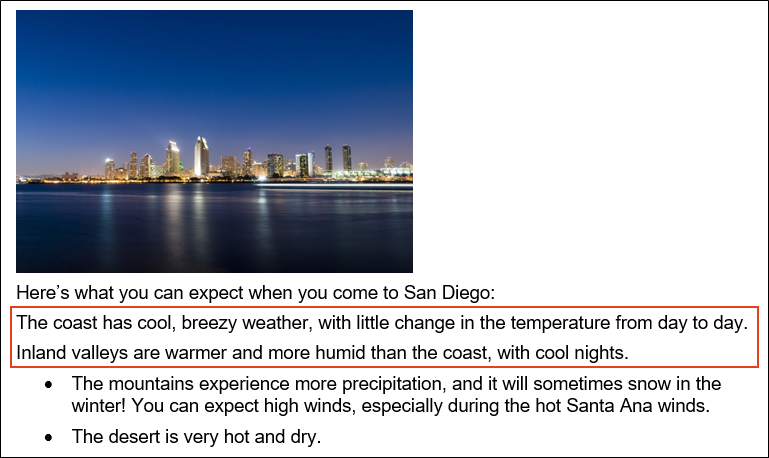 Here’s what you can expect when you come to San Diego:
The coast has cool, breezy weather, with little change in the temperature from day to day.
Inland valleys are warmer and more humid than the coast, with cool nights.
• The mountains experience more precipitation, and it will sometimes snow in the
winter! You can expect high winds, especially during the hot Santa Ana winds.
• The desert is very hot and dry.